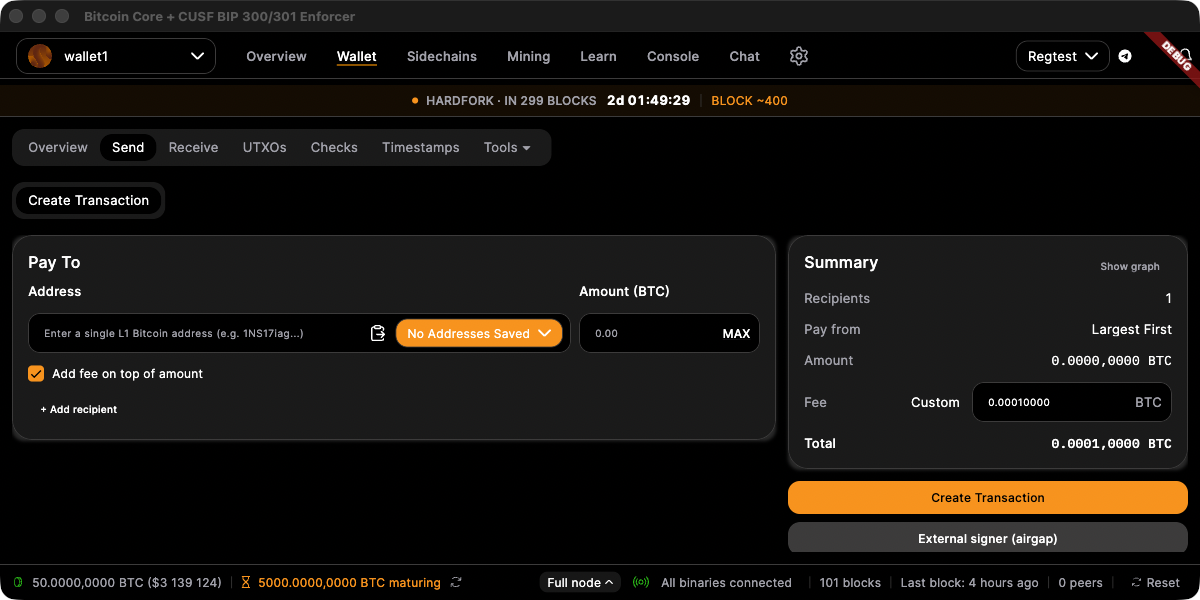 Bitcoin Core + CUSF BIP 300/301 Enforcer
wallet1 Overview Wallet Sidechains Mining Learn Console Chat Regtest DEBUG
HARDFORK · IN 299 BLOCKS 2d 01:49:29 BLOCK ~400
Overview Send Receive UTXOs Checks Timestamps Tools
Create Transaction
Pay To
Address Amount (BTC)
Enter a single L1 Bitcoin address (e.g. 1NS17iag...) No Addresses Saved 0.00 MAX
Add fee on top of amount
+ Add recipient
Summary Show graph
Recipients 1
Pay from Largest First
Amount 0.0000,0000 BTC
Fee Custom 0.00010000 BTC
Total 0.0001,0000 BTC
Create Transaction
External signer (airgap)
50.0000,0000 BTC ($3 139 124) 5000.0000,0000 BTC maturing Full node All binaries connected 101 blocks Last block: 4 hours ago 0 peers Reset